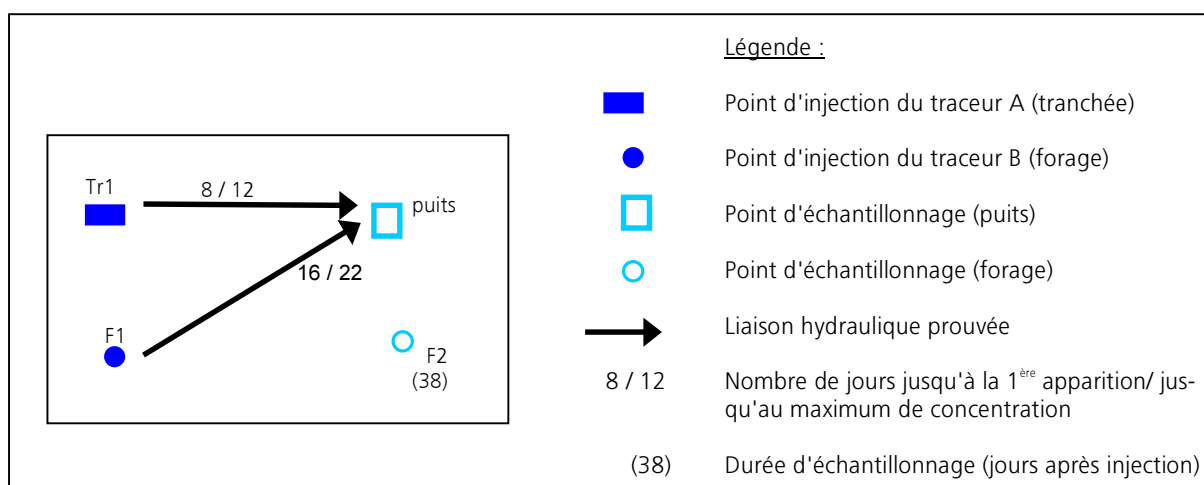 Légende :
Point d'injection du traceur A (tranchée)
Point d'injection du traceur B (forage)
Point d'échantillonnage (puits)
Point d'échantillonnage (forage)
Liaison hydraulique prouvée
8 / 12 Nombre de jours jusqu'à la 1ère apparition/ jus-
qu'au maximum de concentration
(38) Durée d'échantillonnage (jours après injection)
Tr1
8 / 12
puits
16 / 22
F1
F2
(38)